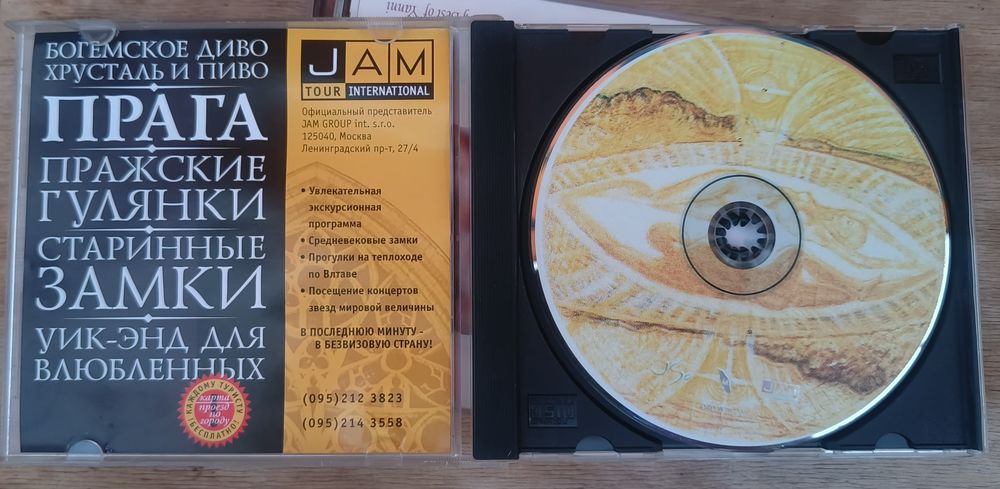 y Best of Yanni
БОГЕМСКОЕ ДИВО
ХРУСТАЛЬ И ПИВО
ПРАГА
ПРАЖСКИЕ
ГУЛЯНКИ
СТАРИННЫЕ
ЗАМКИ
УИК-ЭНД ДЛЯ
ВЛЮБЛЕННЫХ
КАЖДОМУ ТУРИСТУ
карта
проезд по
городу
БЕСПЛАТНО!
JAM
TOUR INTERNATIONAL
Официальный представитель
JAM GROUP int. s.r.o.
125040, Москва
Ленинградский пр-т, 27/4
• Увлекательная
экскурсионная
программа
• Средневековые замки
• Прогулки на теплоходе
по Влтаве
• Посещение концертов
звезд мировой величины
В ПОСЛЕДНЮЮ МИНУТУ -
В БЕЗВИЗОВУЮ СТРАНУ!
(095)212 3823
(095)214 3558